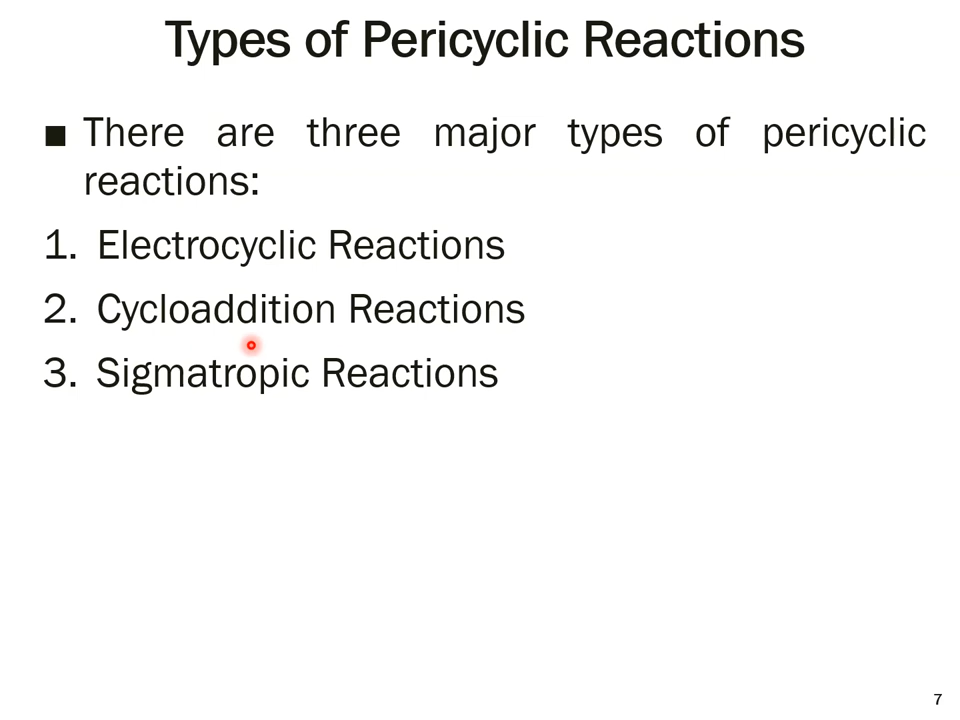 Types of Pericyclic Reactions
■ There are three major types of pericyclic
reactions:
1. Electrocyclic Reactions
2. Cycloaddition Reactions
3. Sigmatropic Reactions
7